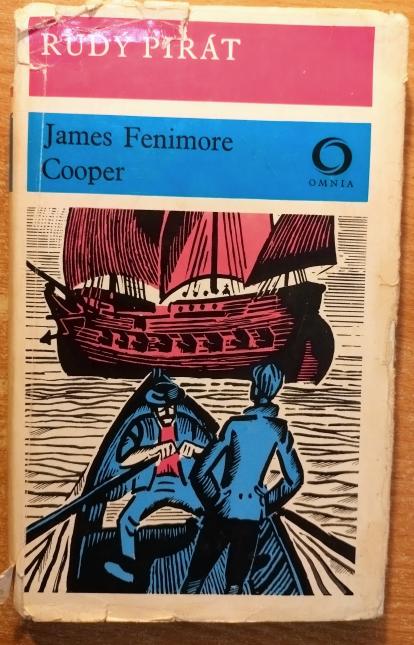 RUDÝ PIRÁT
James Fenimore
Cooper
OMNIA